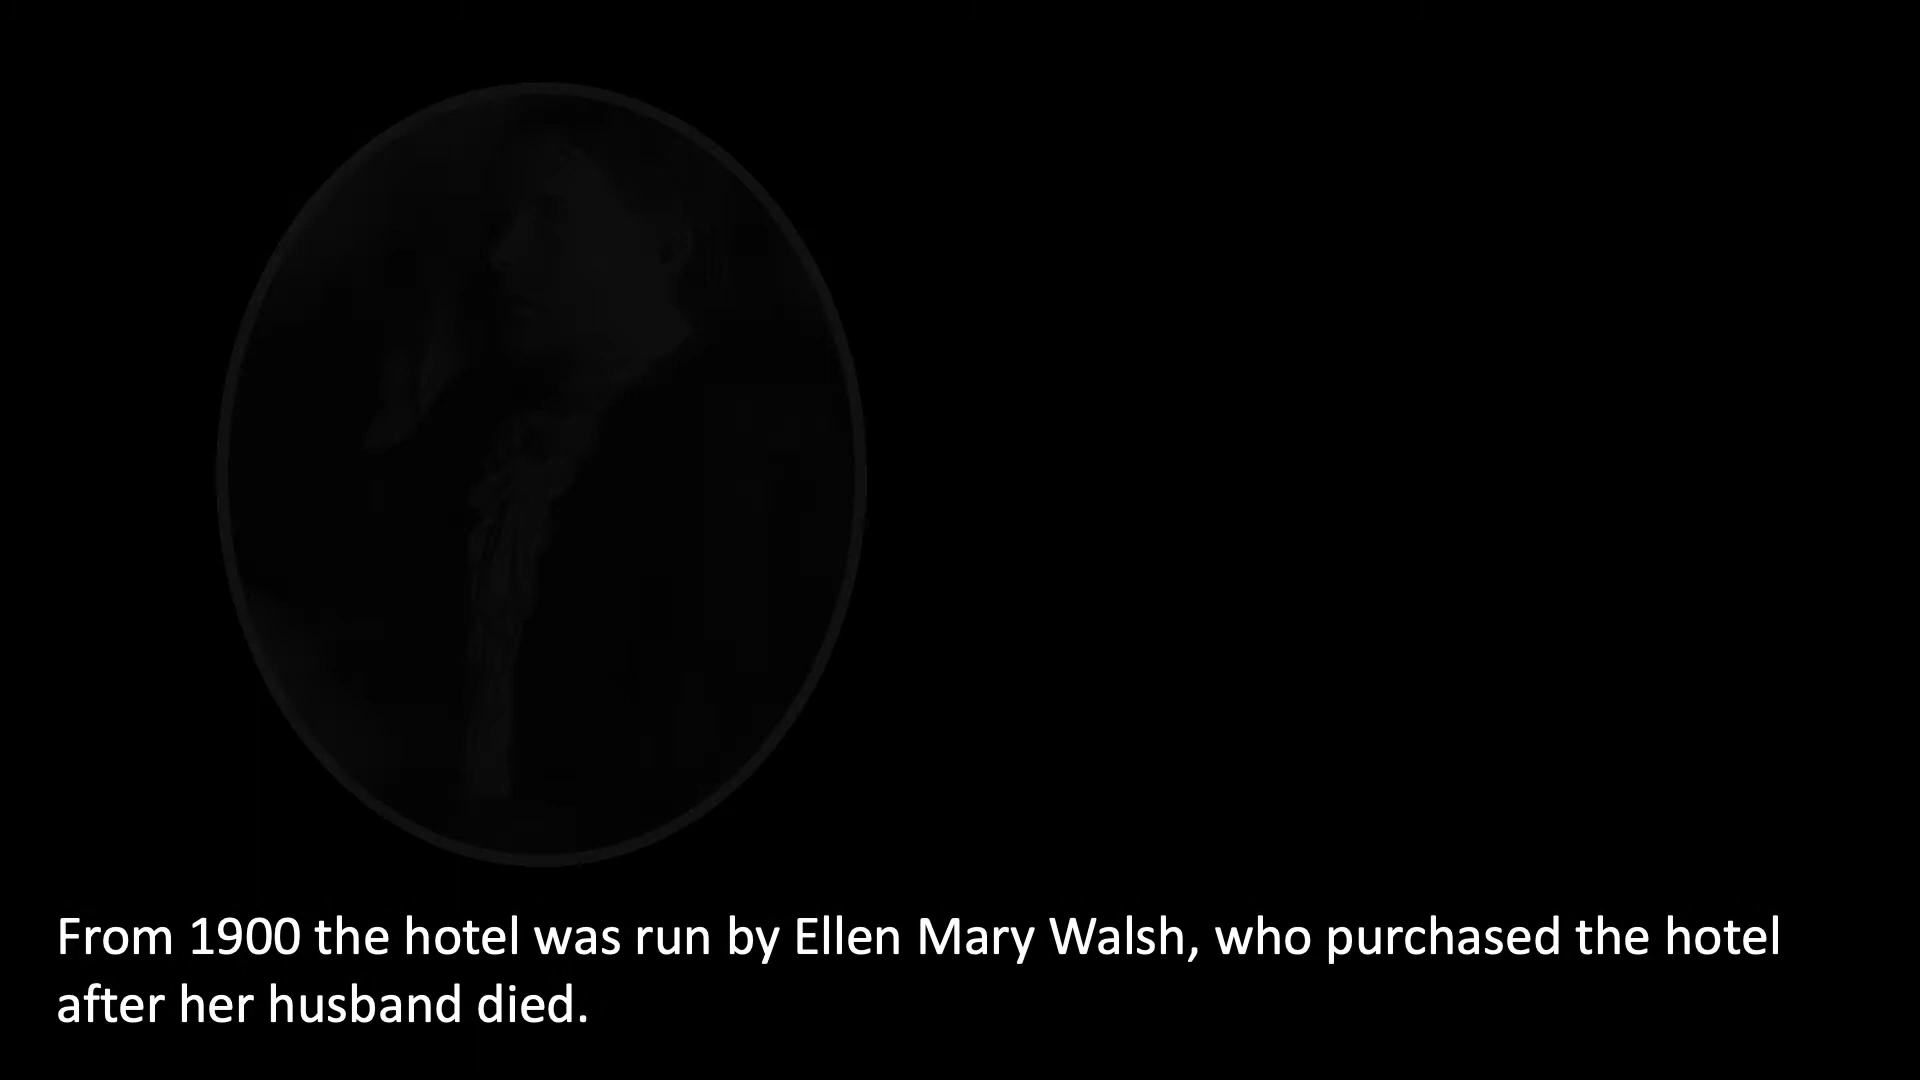 From 1900 the hotel was run by Ellen Mary Walsh, who purchased the hotel
after her husband died.